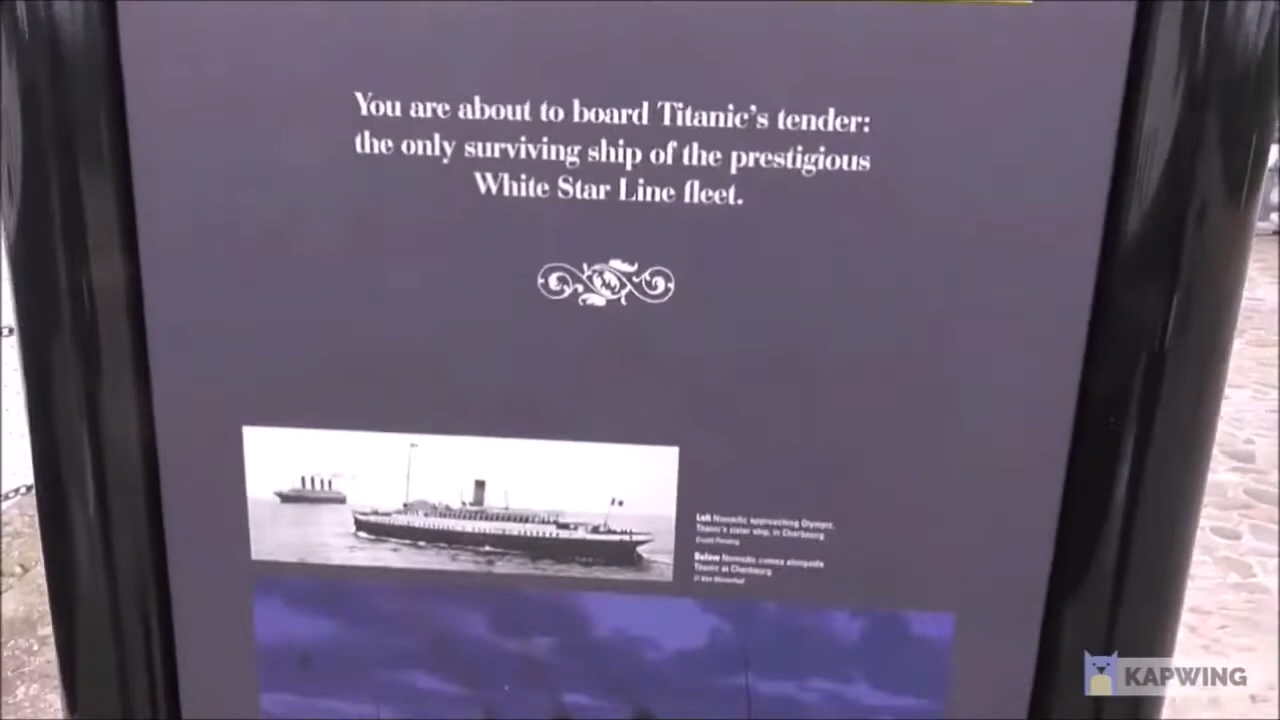 You are about to board Titanic's tender:
the only surviving ship of the prestigious
White Star Line fleet.
Left Nomadic approaching Olympic,
Titanic's sister ship, in Cherbourg
Below Nomadic comes alongside
Titanic at Cherbourg
KAPWING